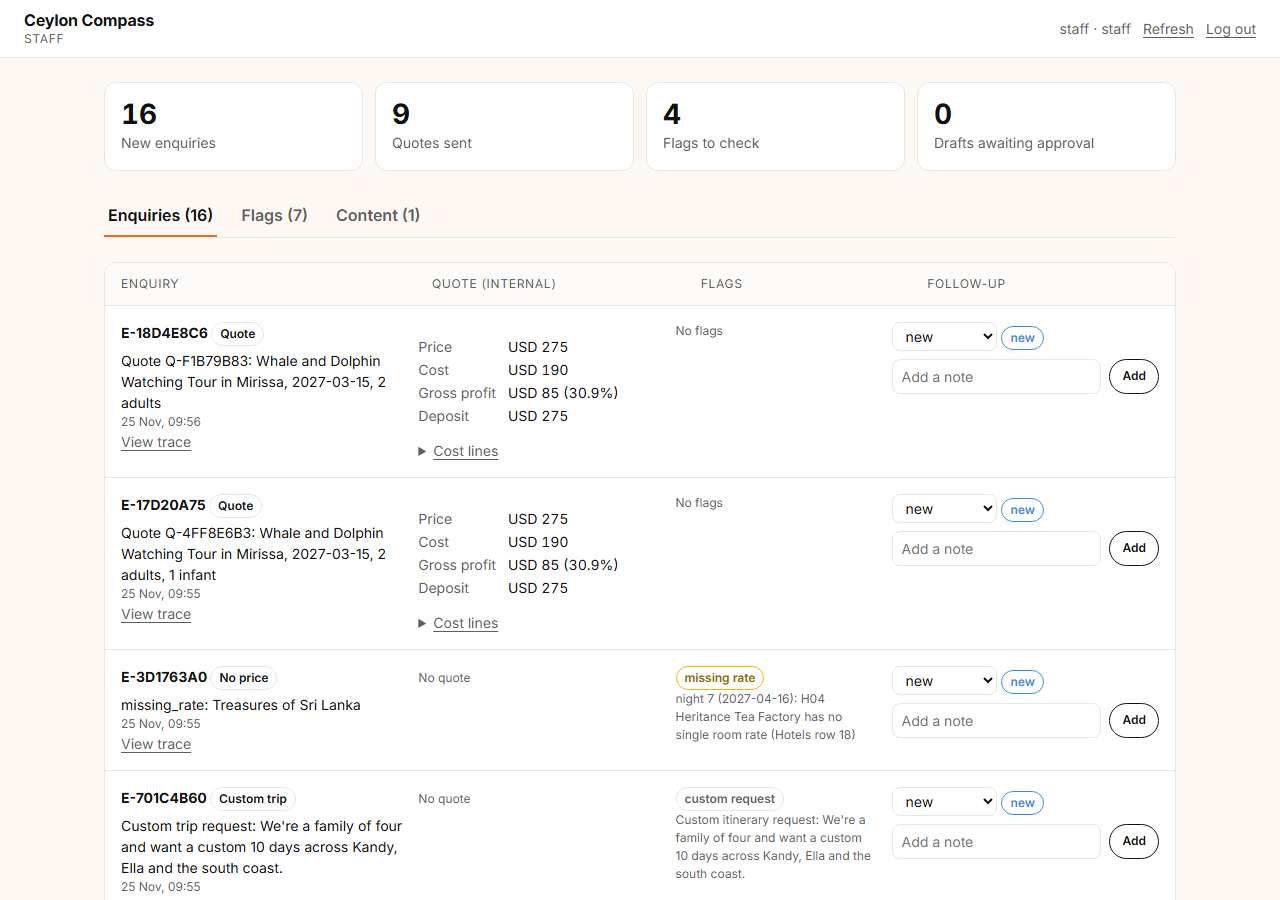 Ceylon Compass
STAFF
staff · staff Refresh Log out
16
New enquiries
9
Quotes sent
4
Flags to check
0
Drafts awaiting approval
Enquiries (16) Flags (7) Content (1)
ENQUIRY QUOTE (INTERNAL) FLAGS FOLLOW-UP
E-18D4E8C6 Quote
Quote Q-F1B79B83: Whale and Dolphin
Watching Tour in Mirissa, 2027-03-15, 2
adults
25 Nov, 09:56
View trace
Price USD 275
Cost USD 190
Gross profit USD 85 (30.9%)
Deposit USD 275
Cost lines
No flags
new new
Add a note Add
E-17D20A75 Quote
Quote Q-4FF8E6B3: Whale and Dolphin
Watching Tour in Mirissa, 2027-03-15, 2
adults, 1 infant
25 Nov, 09:55
View trace
Price USD 275
Cost USD 190
Gross profit USD 85 (30.9%)
Deposit USD 275
Cost lines
No flags
new new
Add a note Add
E-3D1763A0 No price
missing_rate: Treasures of Sri Lanka
25 Nov, 09:55
View trace
No quote
missing rate
night 7 (2027-04-16): H04
Heritance Tea Factory has no
single room rate (Hotels row 18)
new new
Add a note Add
E-701C4B60 Custom trip
Custom trip request: We're a family of four
and want a custom 10 days across Kandy,
Ella and the south coast.
25 Nov, 09:55
No quote
custom request
Custom itinerary request: We're a
family of four and want a custom
10 days across Kandy, Ella and the
south coast.
new new
Add a note Add